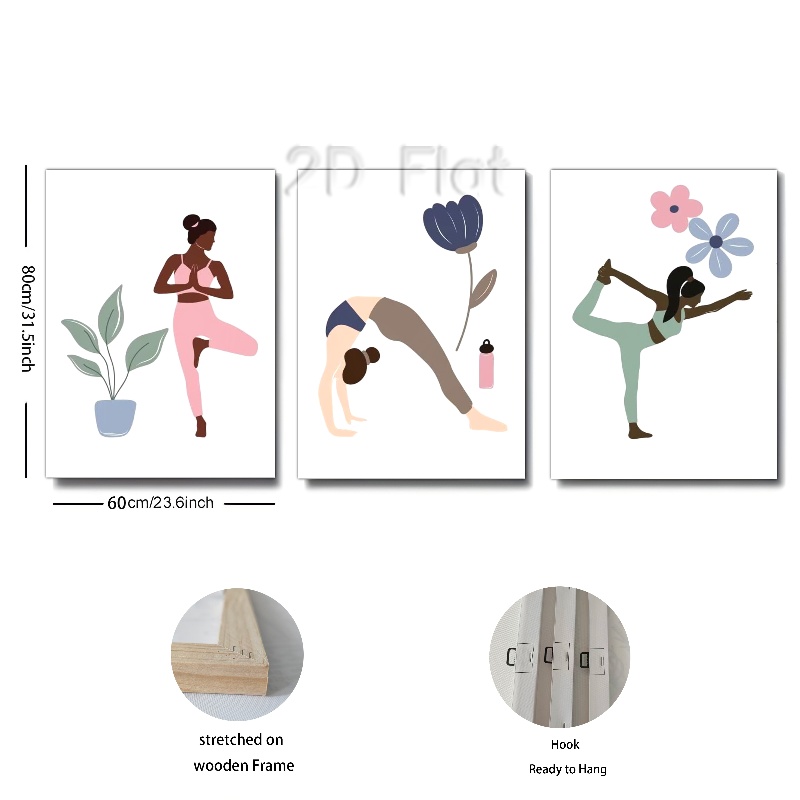 2D Flat
80cm/31.5inch
60cm/23.6inch
stretched on
wooden Frame
Hook
Ready to Hang